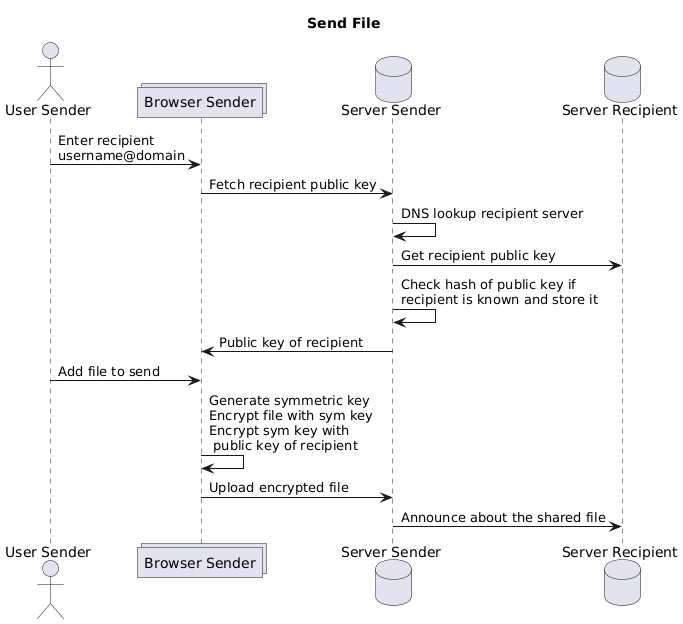 Send File
User Sender
Browser Sender
Server Sender
Server Recipient
Enter recipient
username@domain
Fetch recipient public key
DNS lookup recipient server
Get recipient public key
Check hash of public key if
recipient is known and store it
Public key of recipient
Add file to send
Generate symmetric key
Encrypt file with sym key
Encrypt sym key with
public key of recipient
Upload encrypted file
Announce about the shared file
User Sender
Browser Sender
Server Sender
Server Recipient